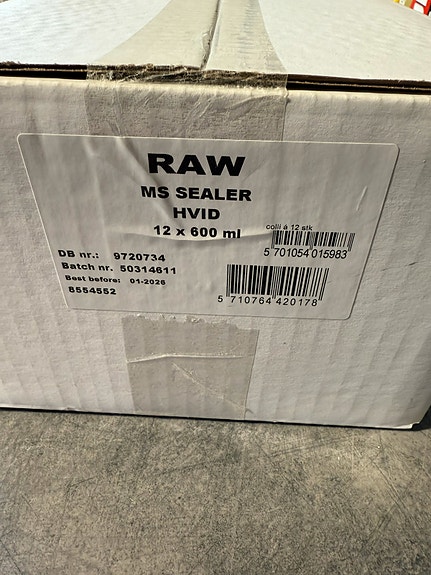 RAW
MS SEALER
HVID
12 x 600 ml
colli á 12 stk
5 701054 015983
DB nr.: 9720734
Batch nr. 50314611
Best before: 01-2026
8554552
5 710764 420178